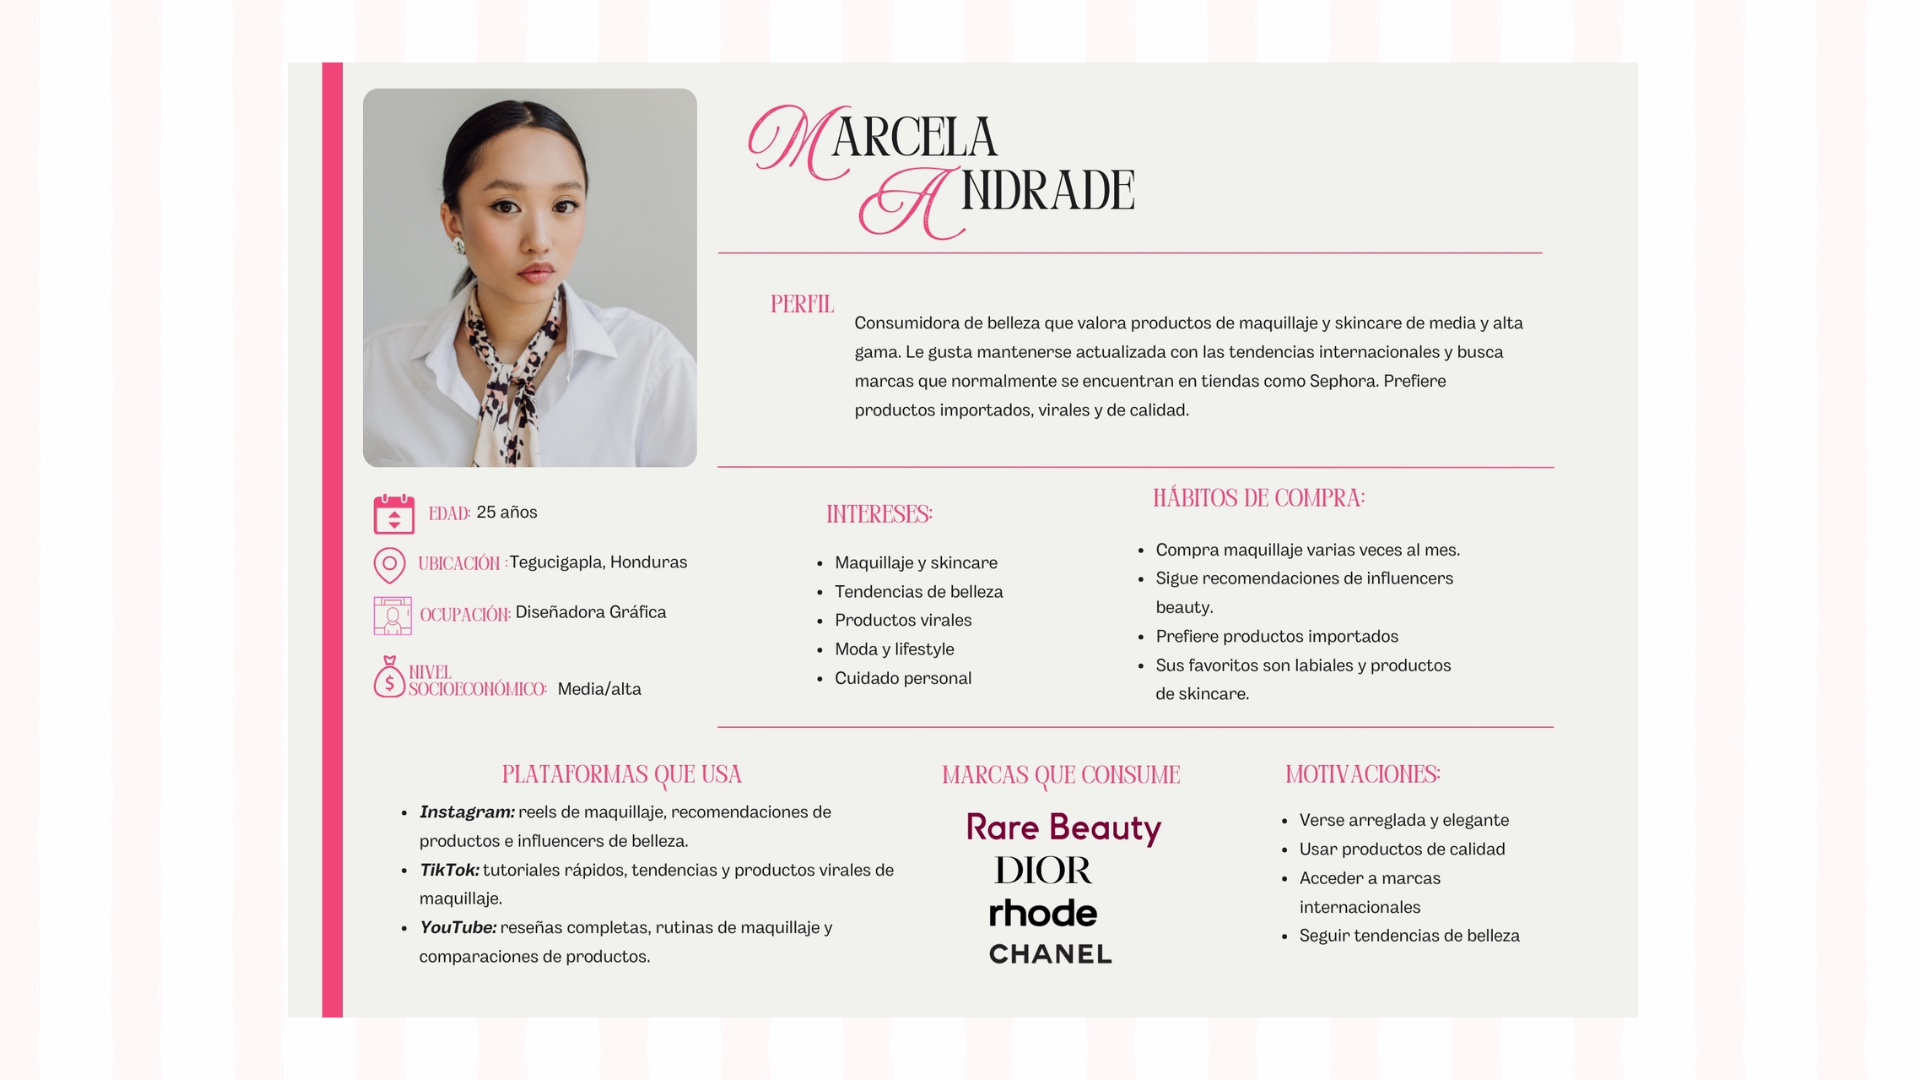 MARCELA
ANDRADE
PERFIL
Consumidora de belleza que valora productos de maquillaje y skincare de media y alta
gama. Le gusta mantenerse actualizada con las tendencias internacionales y busca
marcas que normalmente se encuentran en tiendas como Sephora. Prefiere
productos importados, virales y de calidad.
EDAD: 25 años
UBICACIÓN : Tegucigapla, Honduras
OCUPACIÓN: Diseñadora Gráfica
NIVEL
SOCIOECONÓMICO: Media/alta
INTERESES:
• Maquillaje y skincare
• Tendencias de belleza
• Productos virales
• Moda y lifestyle
• Cuidado personal
HÁBITOS DE COMPRA:
• Compra maquillaje varias veces al mes.
• Sigue recomendaciones de influencers
beauty.
• Prefiere productos importados
• Sus favoritos son labiales y productos
de skincare.
PLATAFORMAS QUE USA
• Instagram: reels de maquillaje, recomendaciones de
productos e influencers de belleza.
• TikTok: tutoriales rápidos, tendencias y productos virales de
maquillaje.
• YouTube: reseñas completas, rutinas de maquillaje y
comparaciones de productos.
MARCAS QUE CONSUME
Rare Beauty
DIOR
rhode
CHANEL
MOTIVACIONES:
• Verse arreglada y elegante
• Usar productos de calidad
• Acceder a marcas
internacionales
• Seguir tendencias de belleza